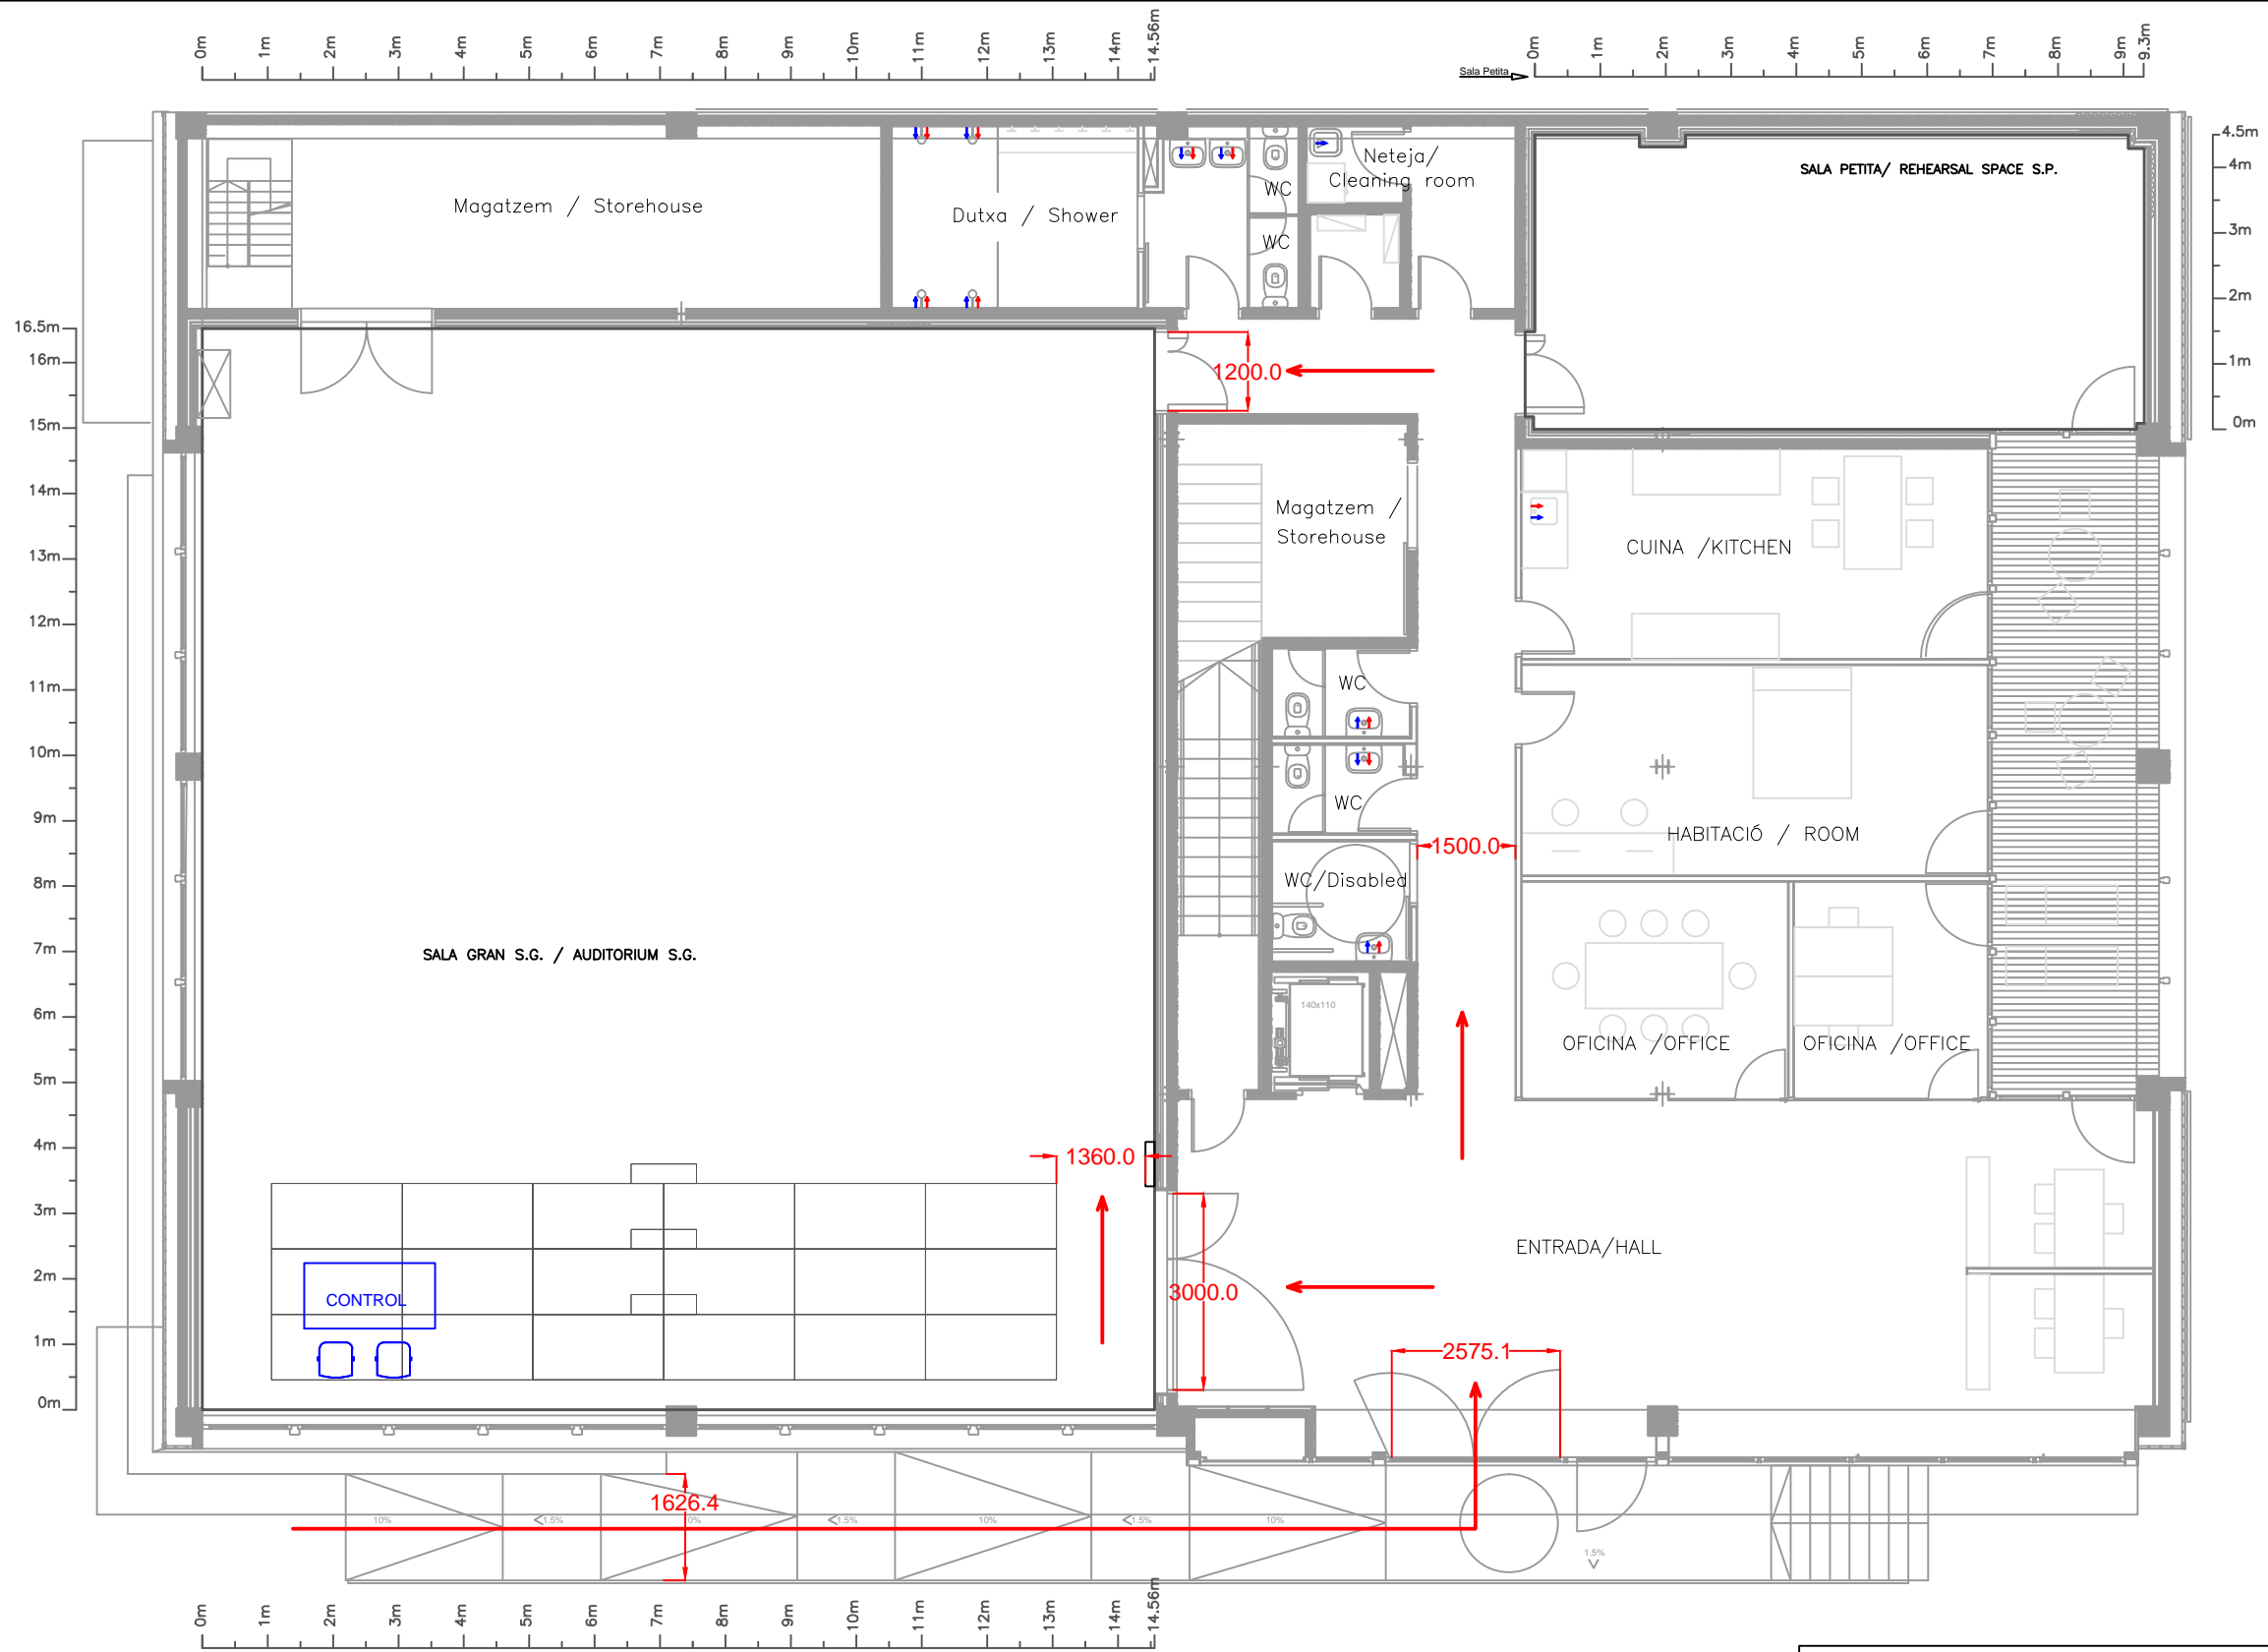 0m
1m
2m
3m
4m
5m
6m
7m
8m
9m
10m
11m
12m
13m
14m
14.56m
Sala Petita
0m
1m
2m
3m
4m
5m
6m
7m
8m
9m
9.3m
4.5m
4m
3m
2m
1m
0m
16.5m
16m
15m
14m
13m
12m
11m
10m
9m
8m
7m
6m
5m
4m
3m
2m
1m
0m
Magatzem / Storehouse
Dutxa / Shower
WC
WC
Neteja/
Cleaning room
SALA PETITA/ REHEARSAL SPACE S.P.
1200.0
Magatzem /
Storehouse
CUINA /KITCHEN
WC
WC
HABITACIÓ / ROOM
1500.0
WC/Disabled
SALA GRAN S.G. / AUDITORIUM S.G.
140x110
OFICINA /OFFICE
OFICINA /OFFICE
1360.0
ENTRADA/HALL
3000.0
CONTROL
2575.1
1626.4
10%
1.5%
0%
1.5%
10%
1.5%
10%
1.5%
0m
1m
2m
3m
4m
5m
6m
7m
8m
9m
10m
11m
12m
13m
14m
14.56m